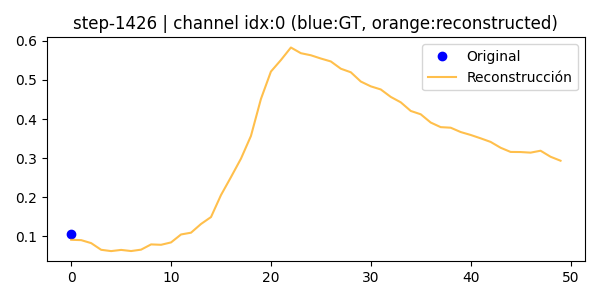 step-1426 | channel idx:0 (blue:GT, orange:reconstructed)
Original
Reconstrucción
0.6
0.5
0.4
0.3
0.2
0.1
0 10 20 30 40 50